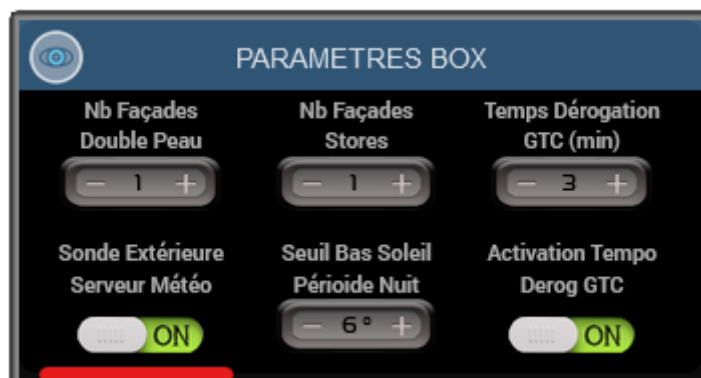 PARAMETRES BOX
Nb Façades
Double Peau
− 1 +
Nb Façades
Stores
− 1 +
Temps Dérogation
GTC (min)
− 3 +
Sonde Extérieure
Serveur Météo
ON
Seuil Bas Soleil
Périoide Nuit
− 6° +
Activation Tempo
Derog GTC
ON